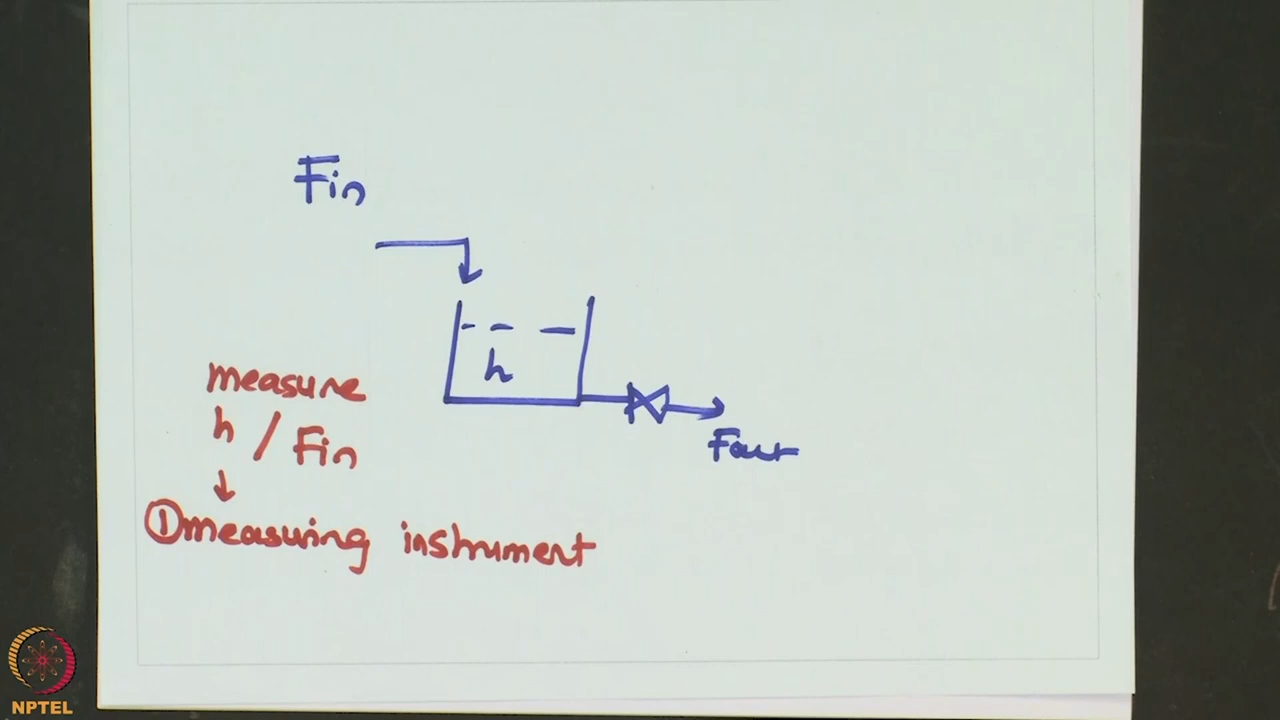 Fin
h
Fout
measure
h / Fin
↓
①measuring instrument
NPTEL